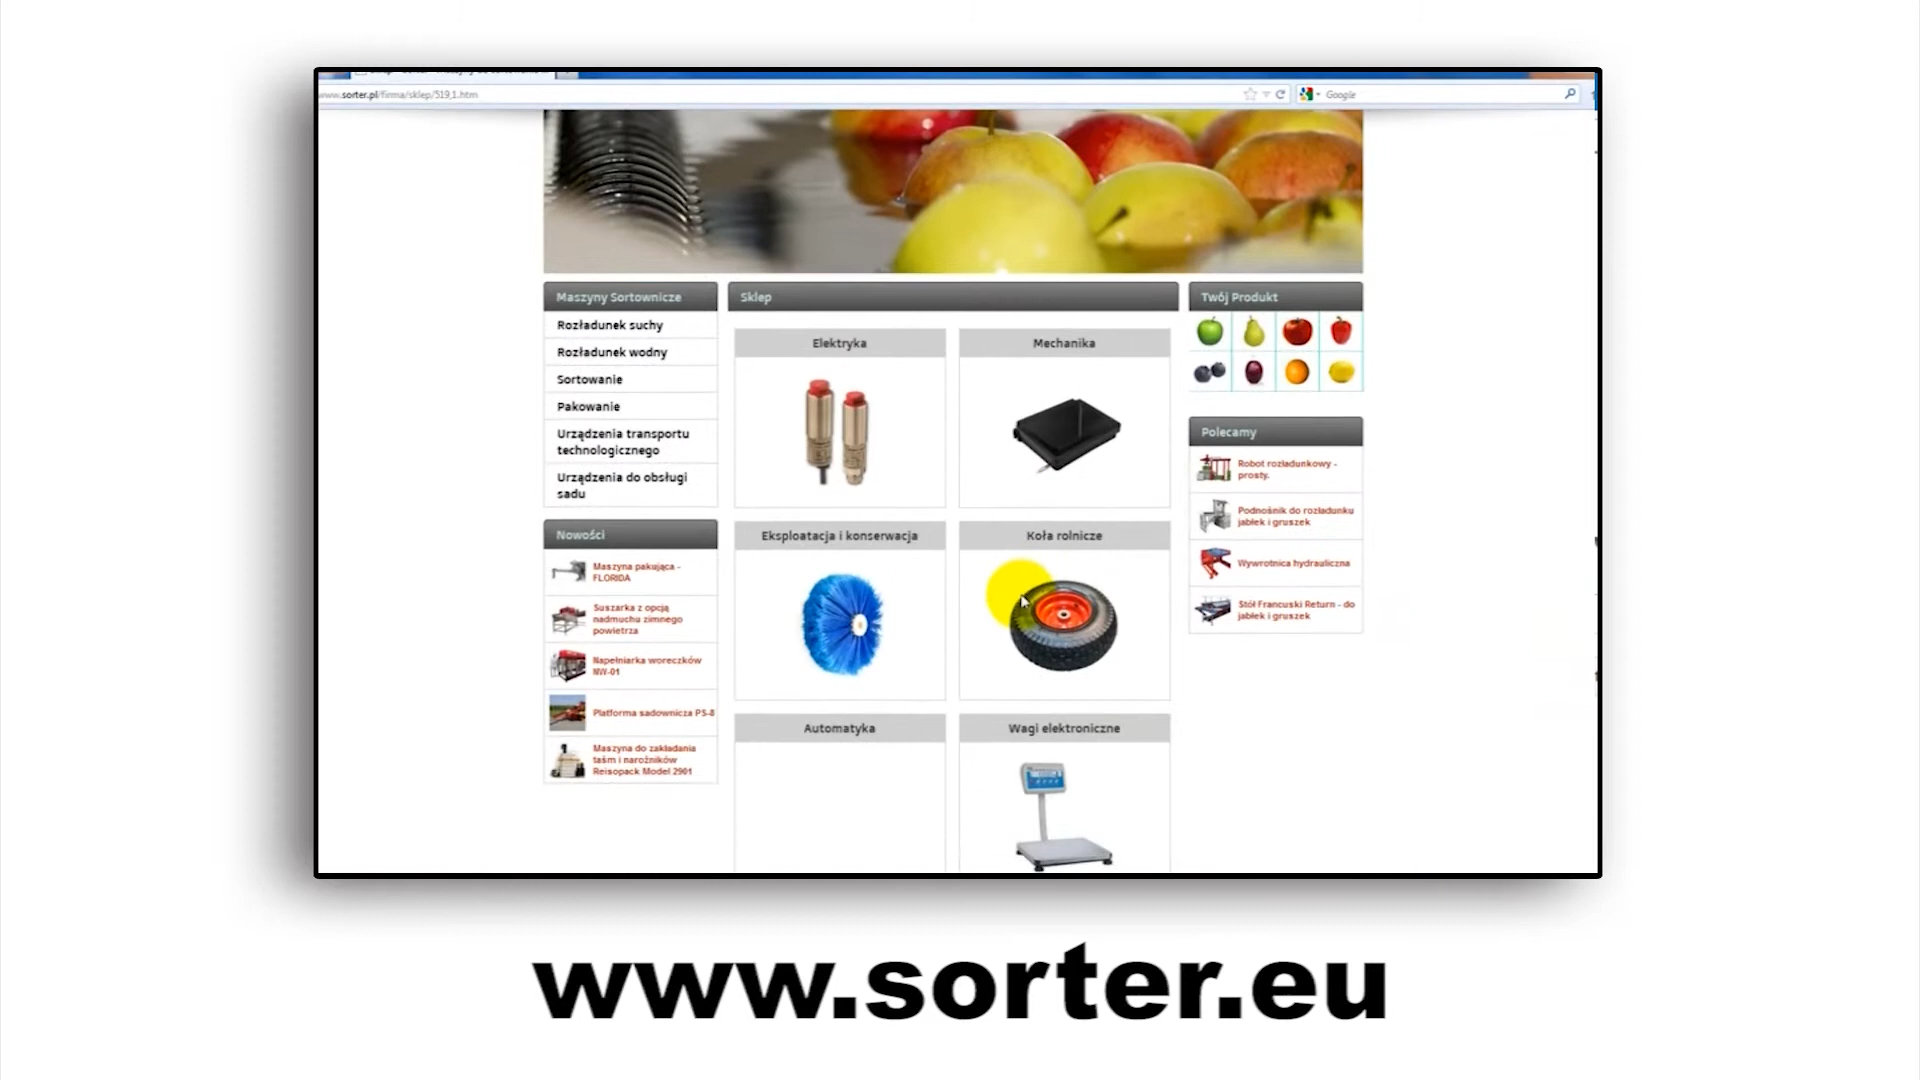 www.sorter.pl/firma/sklep/519,1.htm
Google
Maszyny Sortownicze
Rozładunek suchy
Rozładunek wodny
Sortowanie
Pakowanie
Urządzenia transportu
technologicznego
Urządzenia do obsługi
sadu
Nowości
Maszyna pakująca -
FLORIDA
Suszarka z opcją
nadmuchu zimnego
powietrza
Napełniarka woreczków
NW-01
Platforma sadownicza PS-8
Maszyna do zakładania
taśm i narożników
Reisopack Model 2901
Sklep
Elektryka
Mechanika
Eksploatacja i konserwacja
Koła rolnicze
Automatyka
Wagi elektroniczne
Twój Produkt
Polecamy
Robot rozładunkowy -
prosty.
Podnośnik do rozładunku
jabłek i gruszek
Wywrotnica hydrauliczna
Stół Francuski Return - do
jabłek i gruszek
www.sorter.eu